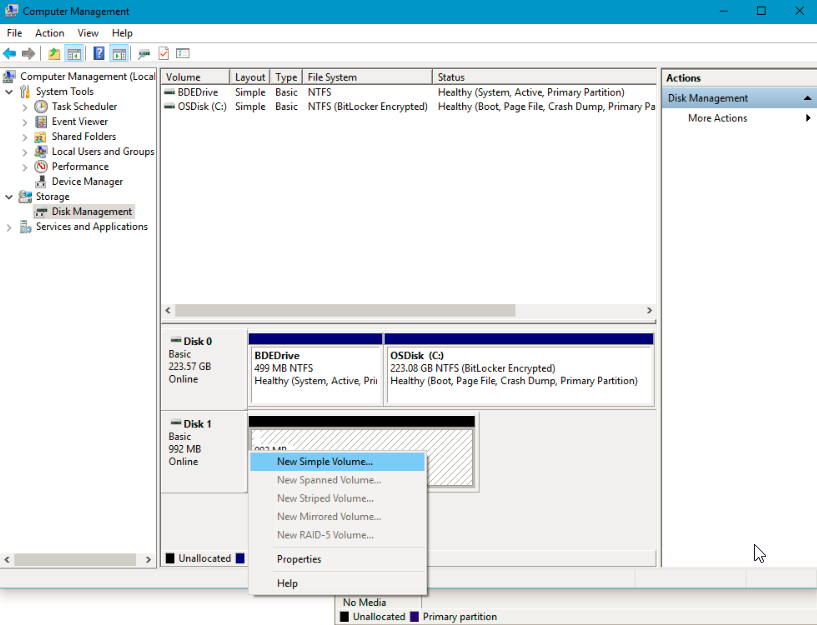 Computer Management
File Action View Help
Computer Management (Local
System Tools
Task Scheduler
Event Viewer
Shared Folders
Local Users and Groups
Performance
Device Manager
Storage
Disk Management
Services and Applications
Volume Layout Type File System Status
BDEDrive Simple Basic NTFS Healthy (System, Active, Primary Partition)
OSDisk (C:) Simple Basic NTFS (BitLocker Encrypted) Healthy (Boot, Page File, Crash Dump, Primary Pa
Actions
Disk Management
More Actions
Disk 0
Basic
223.57 GB
Online
BDEDrive
499 MB NTFS
Healthy (System, Active, Pri
OSDisk (C:)
223.08 GB NTFS (BitLocker Encrypted)
Healthy (Boot, Page File, Crash Dump, Primary Partition)
Disk 1
Basic
992 MB
Online
992 MB
New Simple Volume...
New Spanned Volume...
New Striped Volume...
New Mirrored Volume...
New RAID-5 Volume...
Properties
Help
Unallocated
No Media
Unallocated Primary partition